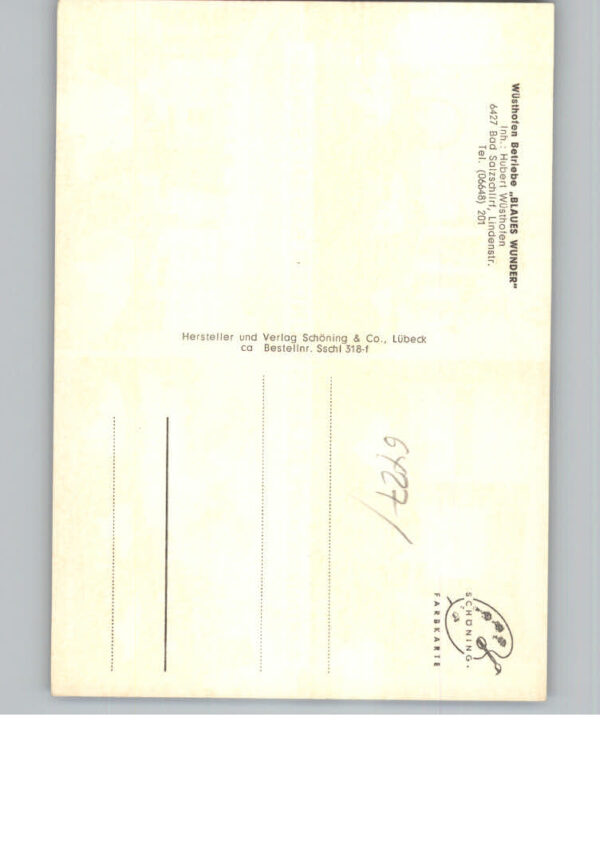 Wüsthofen Betriebe „BLAUES WUNDER“
Inh.: Hubert Wüsthofen
6427 Bad Salzschlirf, Lindenstr.
Tel. (06648) 201
Hersteller und Verlag Schöning & Co., Lübeck
ca Bestellnr. Sschl 318-f
6427/
SCHÖNING.
FARBKARTE